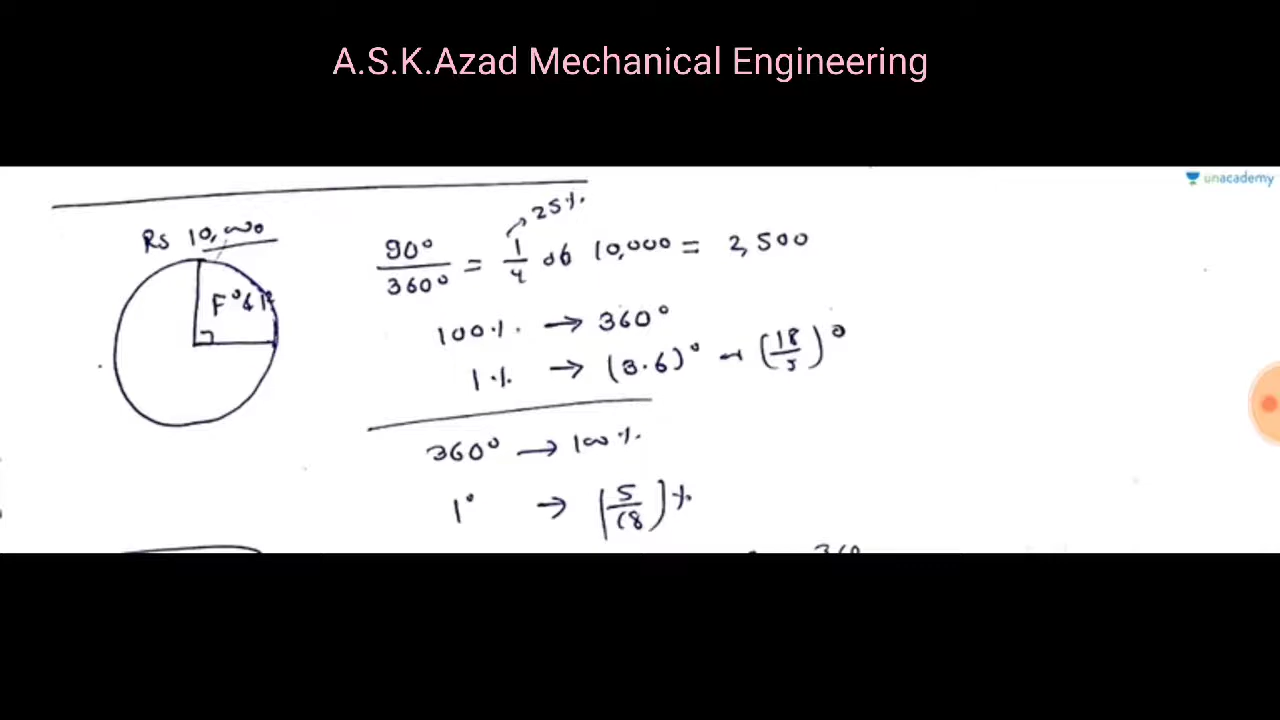 A.S.K.Azad Mechanical Engineering
unacademy
Rs 10,000
90°/360° = 1/4 → 25% of 10,000 = 2,500
100% → 360°
1% → (3.6)° → (18/5)°
360° → 100%
1° → (5/18)%
360